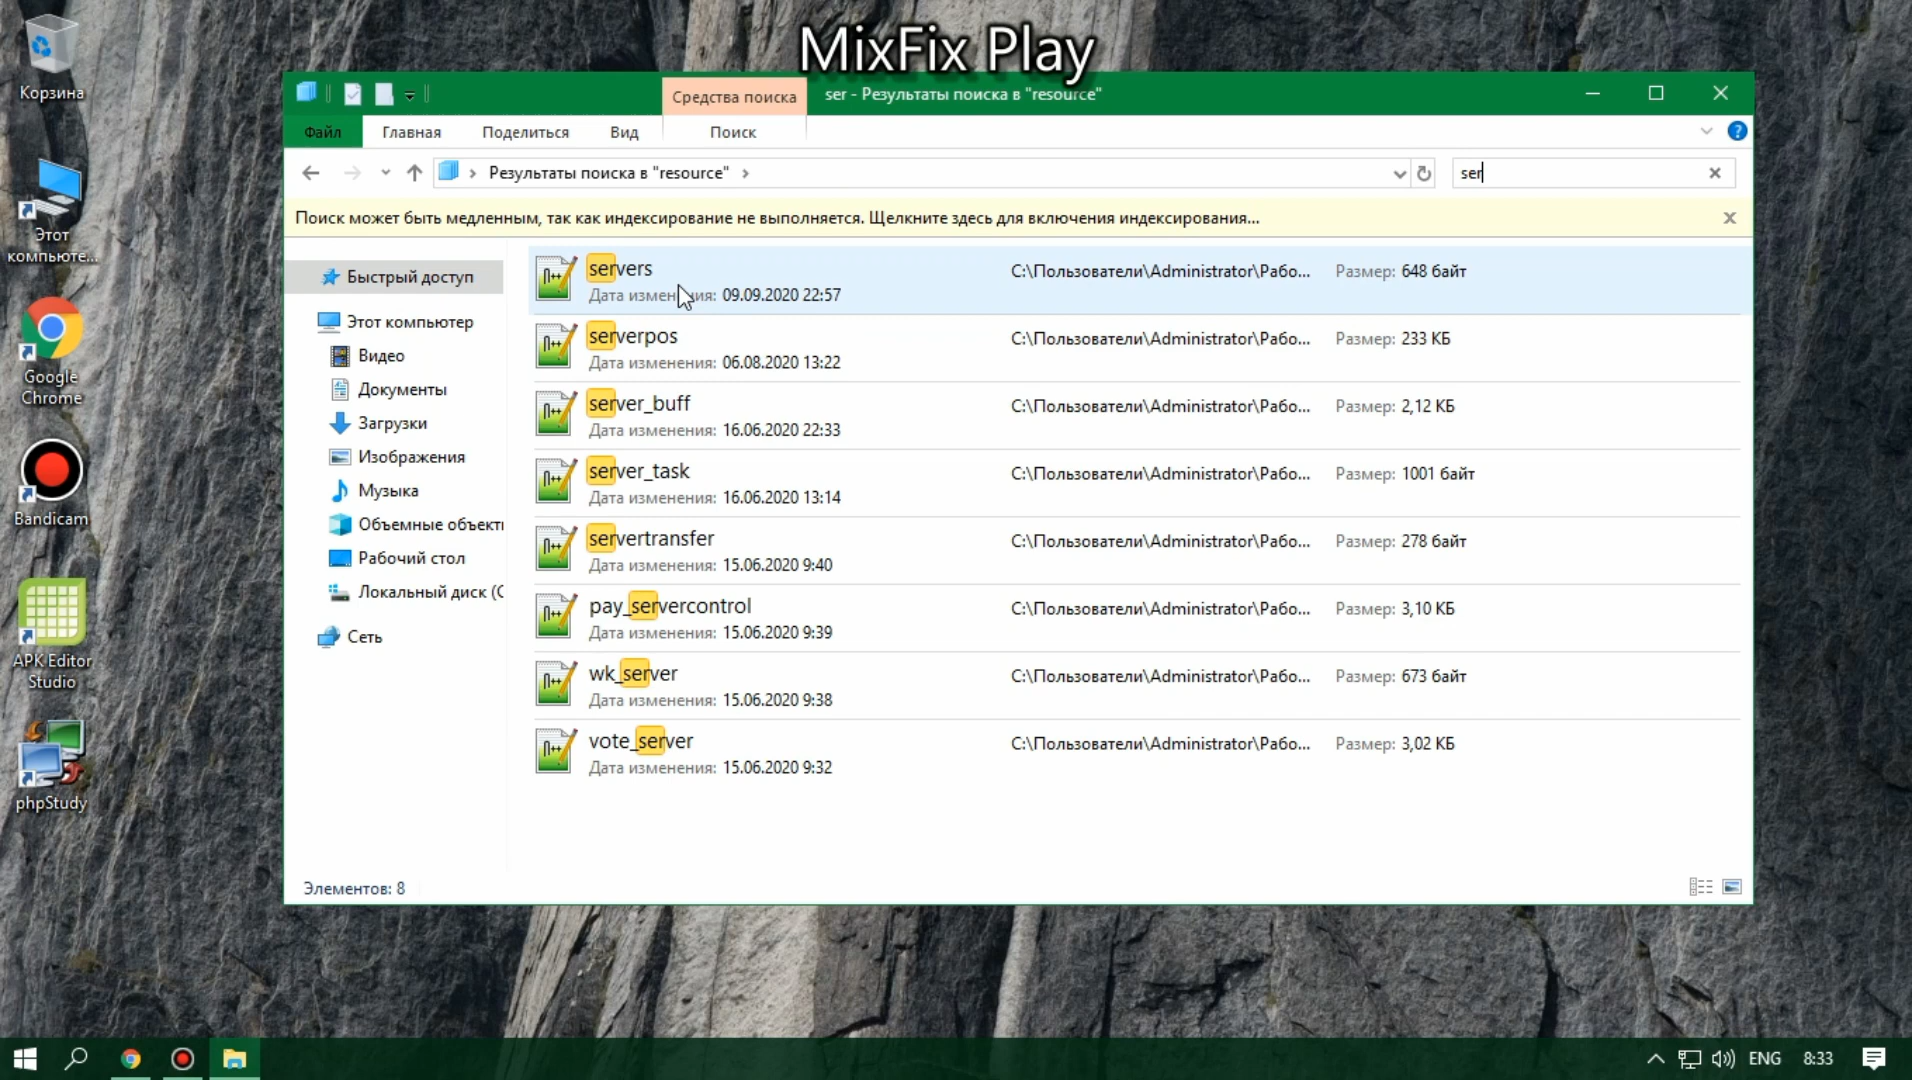 MixFix Play
Корзина
Этот
компьюте...
Google
Chrome
Bandicam
APK Editor
Studio
phpStudy
Средства поиска
ser - Результаты поиска в "resource"
Файл
Главная
Поделиться
Вид
Поиск
Результаты поиска в "resource"
ser
Поиск может быть медленным, так как индексирование не выполняется. Щелкните здесь для включения индексирования...
Быстрый доступ
Этот компьютер
Видео
Документы
Загрузки
Изображения
Музыка
Объемные объекты
Рабочий стол
Локальный диск (C
Сеть
servers
C:\Пользователи\Administrator\Рабо...
Размер: 648 байт
Дата изменения: 09.09.2020 22:57
serverpos
C:\Пользователи\Administrator\Рабо...
Размер: 233 КБ
Дата изменения: 06.08.2020 13:22
server_buff
C:\Пользователи\Administrator\Рабо...
Размер: 2,12 КБ
Дата изменения: 16.06.2020 22:33
server_task
C:\Пользователи\Administrator\Рабо...
Размер: 1001 байт
Дата изменения: 16.06.2020 13:14
servertransfer
C:\Пользователи\Administrator\Рабо...
Размер: 278 байт
Дата изменения: 15.06.2020 9:40
pay_servercontrol
C:\Пользователи\Administrator\Рабо...
Размер: 3,10 КБ
Дата изменения: 15.06.2020 9:39
wk_server
C:\Пользователи\Administrator\Рабо...
Размер: 673 байт
Дата изменения: 15.06.2020 9:38
vote_server
C:\Пользователи\Administrator\Рабо...
Размер: 3,02 КБ
Дата изменения: 15.06.2020 9:32
Элементов: 8
ENG
8:33